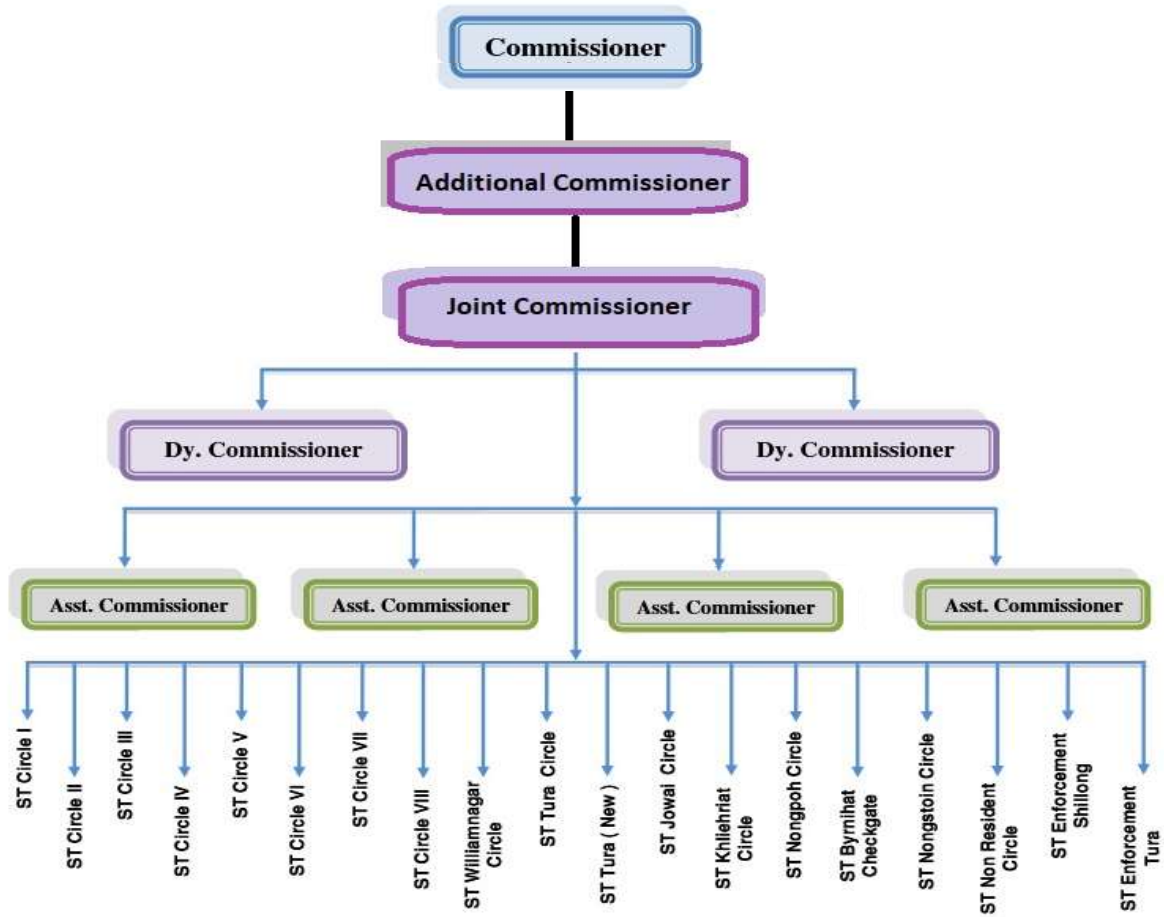 Commissioner
Additional Commissioner
Joint Commissioner
Dy. Commissioner
Dy. Commissioner
Asst. Commissioner
Asst. Commissioner
Asst. Commissioner
Asst. Commissioner
ST Circle I
ST Circle II
ST Circle III
ST Circle IV
ST Circle V
ST Circle VI
ST Circle VII
ST Circle VIII
ST Williamnagar
Circle
ST Tura Circle
ST Tura ( New )
ST Jowai Circle
ST Khliehriat
Circle
ST Nongpoh Circle
ST Byrnihat
Checkgate
ST Nongstoin Circle
ST Non Resident
Circle
ST Enforcement
Shillong
ST Enforcement
Tura